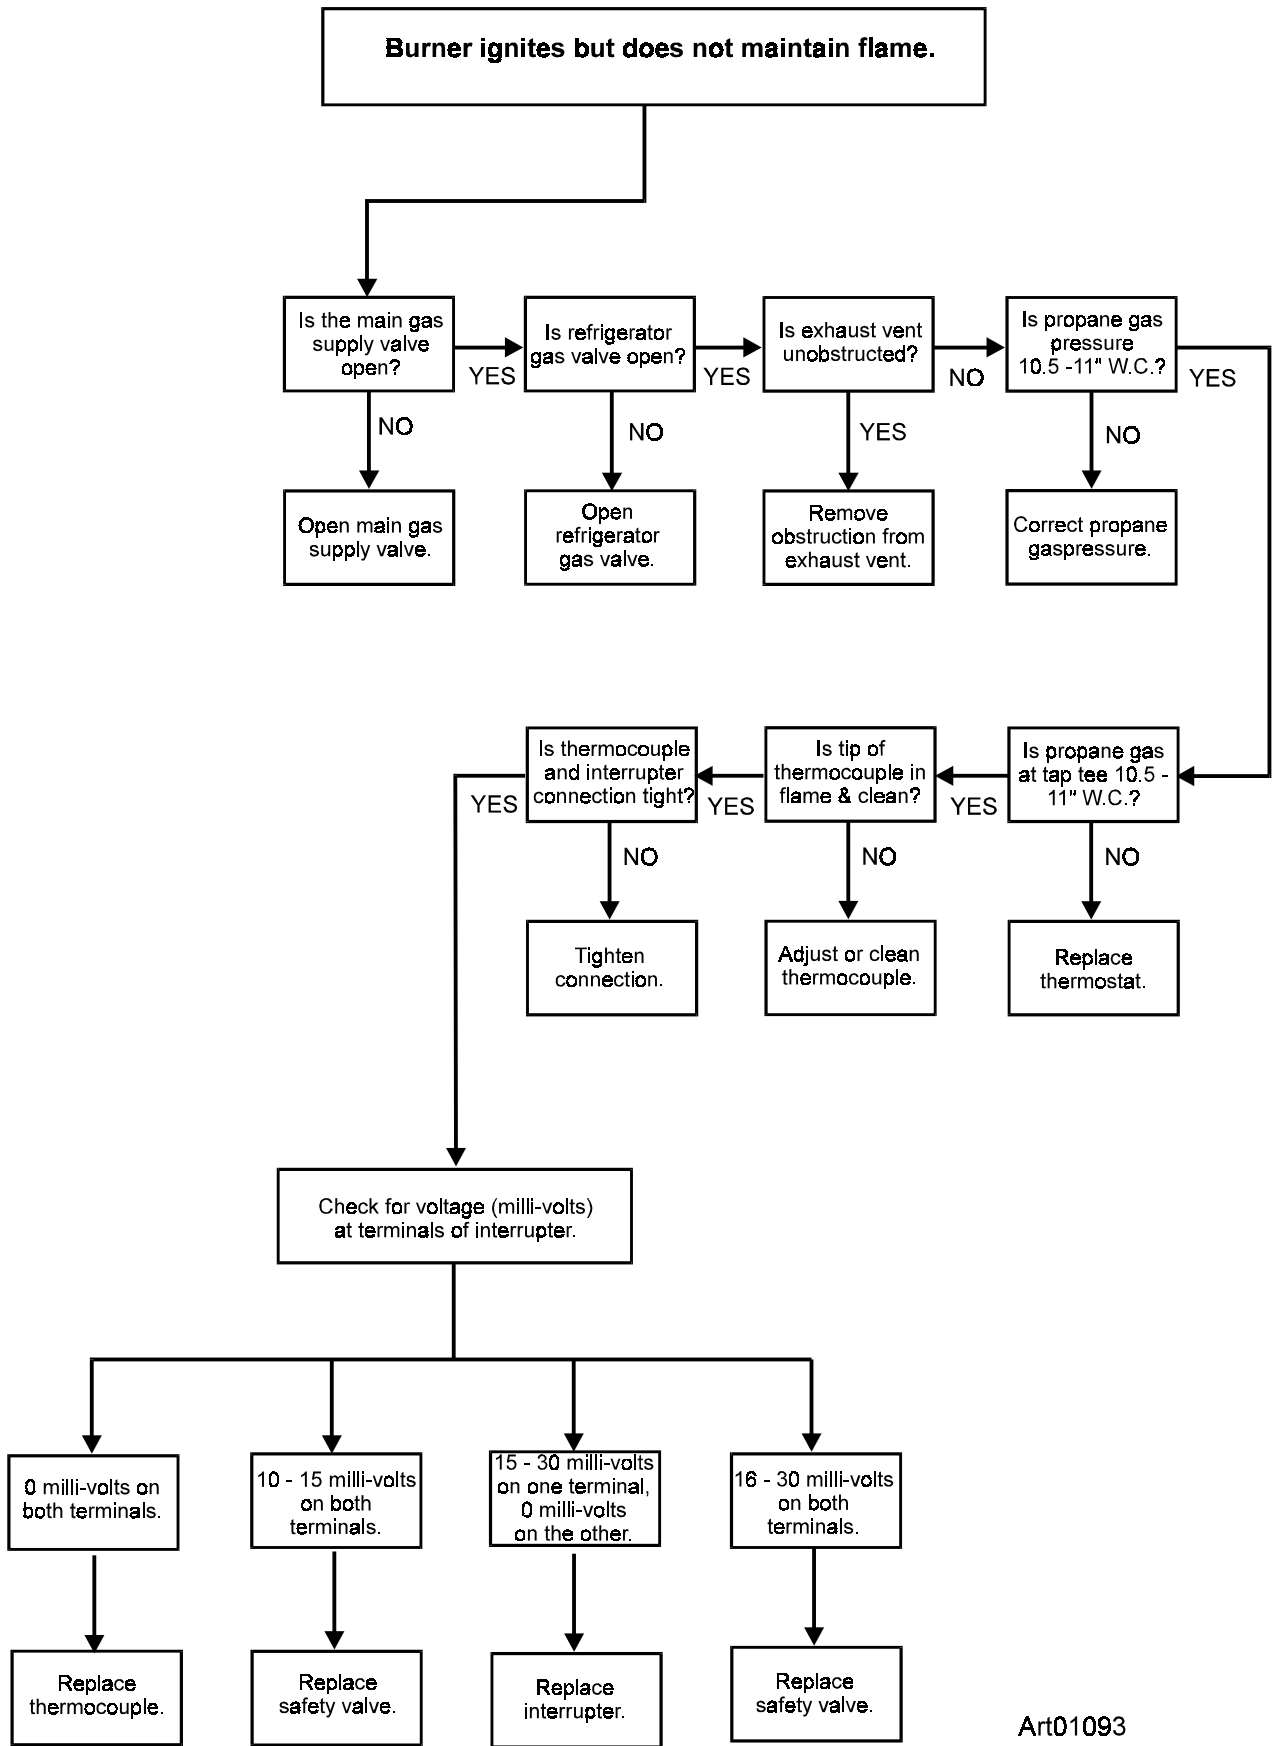 Burner ignites but does not maintain flame.
Is the main gas
supply valve
open?
YES
NO
Open main gas
supply valve.
Is refrigerator
gas valve open?
YES
NO
Open
refrigerator
gas valve.
Is exhaust vent
unobstructed?
NO
YES
Remove
obstruction from
exhaust vent.
Is propane gas
pressure
10.5 -11" W.C.?
YES
NO
Correct propane
gaspressure.
Is propane gas
at tap tee 10.5 -
11" W.C.?
YES
NO
Replace
thermostat.
Is tip of
thermocouple in
flame & clean?
YES
NO
Adjust or clean
thermocouple.
Is thermocouple
and interrupter
connection tight?
YES
NO
Tighten
connection.
Check for voltage (milli-volts)
at terminals of interrupter.
0 milli-volts on
both terminals.
Replace
thermocouple.
10 - 15 milli-volts
on both
terminals.
Replace
safety valve.
15 - 30 milli-volts
on one terminal,
0 milli-volts
on the other.
Replace
interrupter.
16 - 30 milli-volts
on both
terminals.
Replace
safety valve.
Art01093